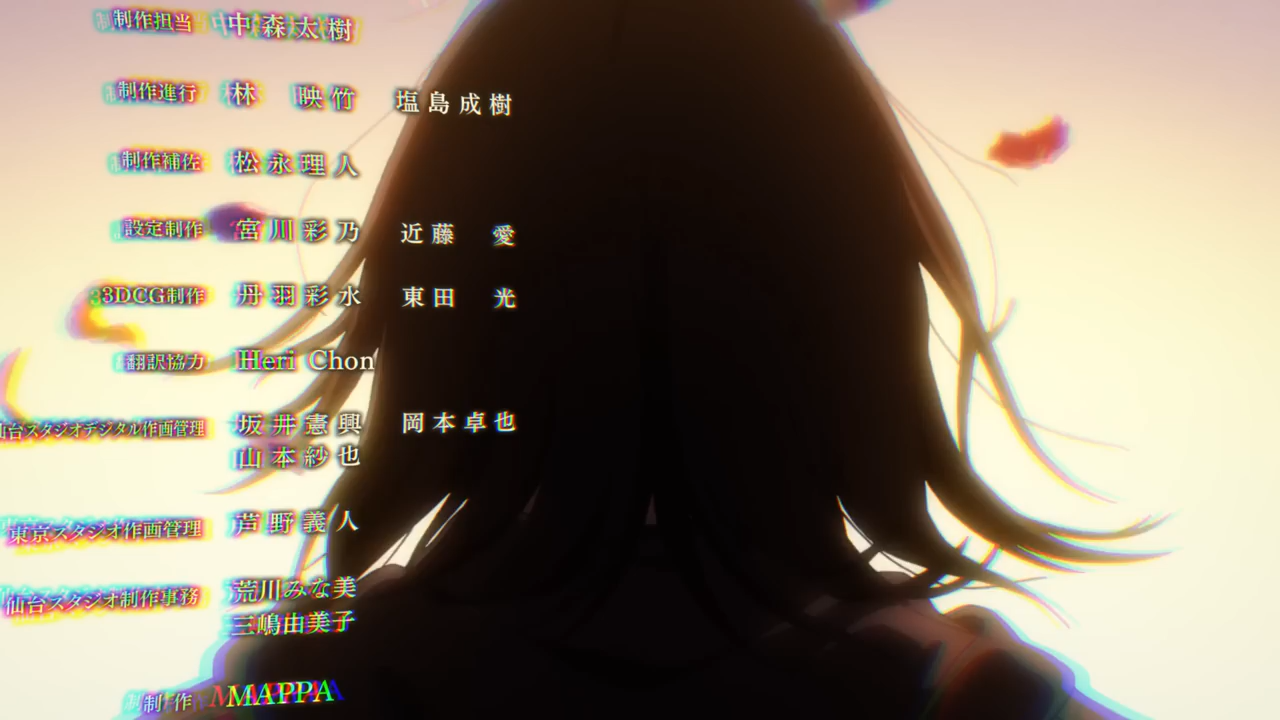 制作担当 中森太樹
制作進行 林 映竹 塩島成樹
制作補佐 松永理人
設定制作 宮川彩乃 近藤 愛
3DCG制作 丹羽彩水 東田 光
翻訳協力 Heri Chon
仙台スタジオデジタル作画管理 坂井憲興 岡本卓也
山本紗也
東京スタジオ作画管理 芦野義人
仙台スタジオ制作事務 荒川みな美
三嶋由美子
制作 MAPPA